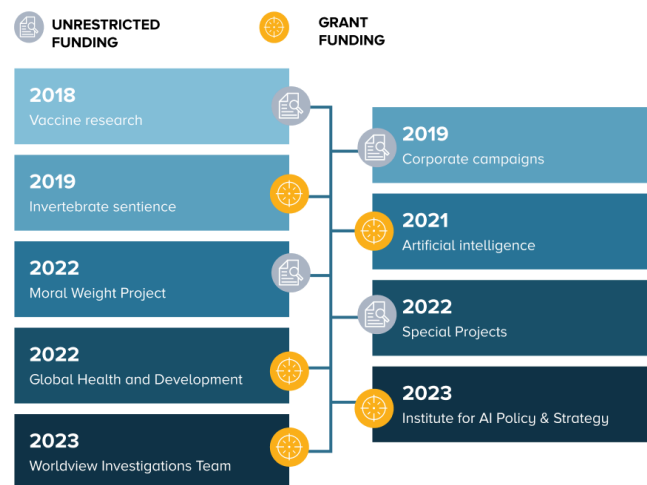 UNRESTRICTED
FUNDING
GRANT
FUNDING
2018
Vaccine research
2019
Corporate campaigns
2019
Invertebrate sentience
2021
Artificial intelligence
2022
Moral Weight Project
2022
Special Projects
2022
Global Health and Development
2023
Institute for AI Policy & Strategy
2023
Worldview Investigations Team